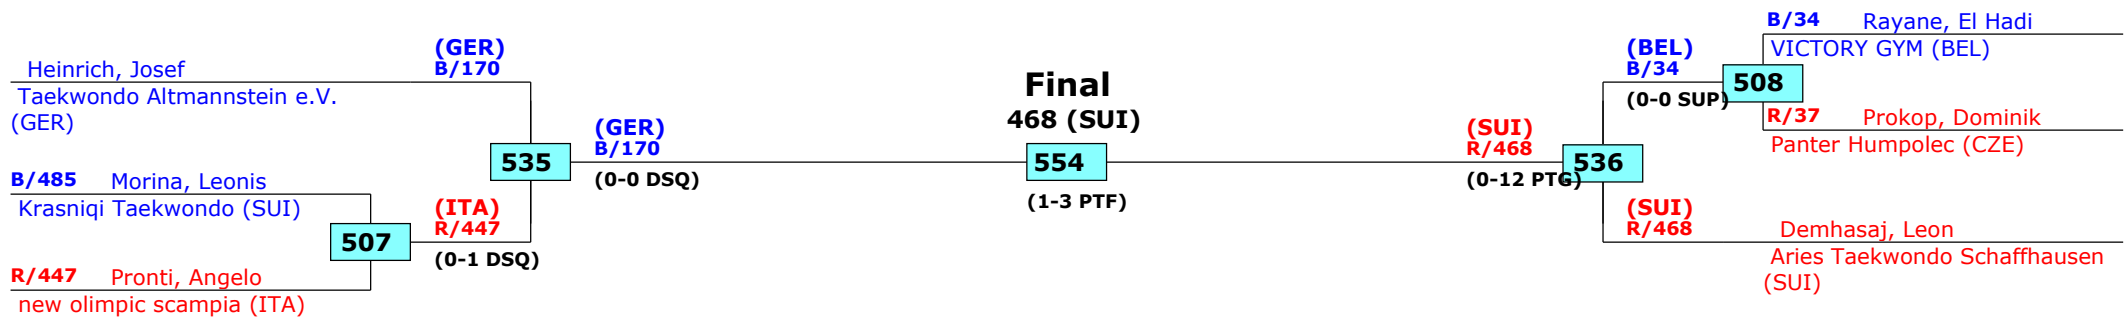 (GER)
B/170
Heinrich, Josef
Taekwondo Altmannstein e.V.
(GER)
B/485 Morina, Leonis
Krasniqi Taekwondo (SUI)
507
R/447 Pronti, Angelo
new olimpic scampia (ITA)
(ITA)
R/447
(0-1 DSQ)
535
(GER)
B/170
(0-0 DSQ)
Final
468 (SUI)
554
(1-3 PTF)
(SUI)
R/468
(0-12 PTG)
536
(BEL)
B/34
(0-0 SUP)
508
B/34 Rayane, El Hadi
VICTORY GYM (BEL)
R/37 Prokop, Dominik
Panter Humpolec (CZE)
(SUI)
R/468
Demhasaj, Leon
Aries Taekwondo Schaffhausen
(SUI)